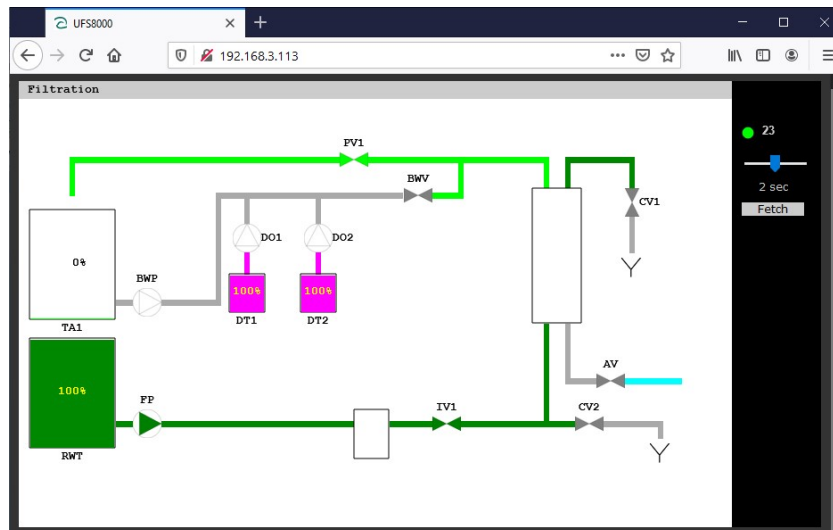 UFS8000
192.168.3.113
Filtration
23
2 sec
Fetch
PV1
BWV
CV1
DO1
DO2
0%
BWP
100%
100%
DT1
DT2
TA1
AV
100%
FP
IV1
CV2
RWT